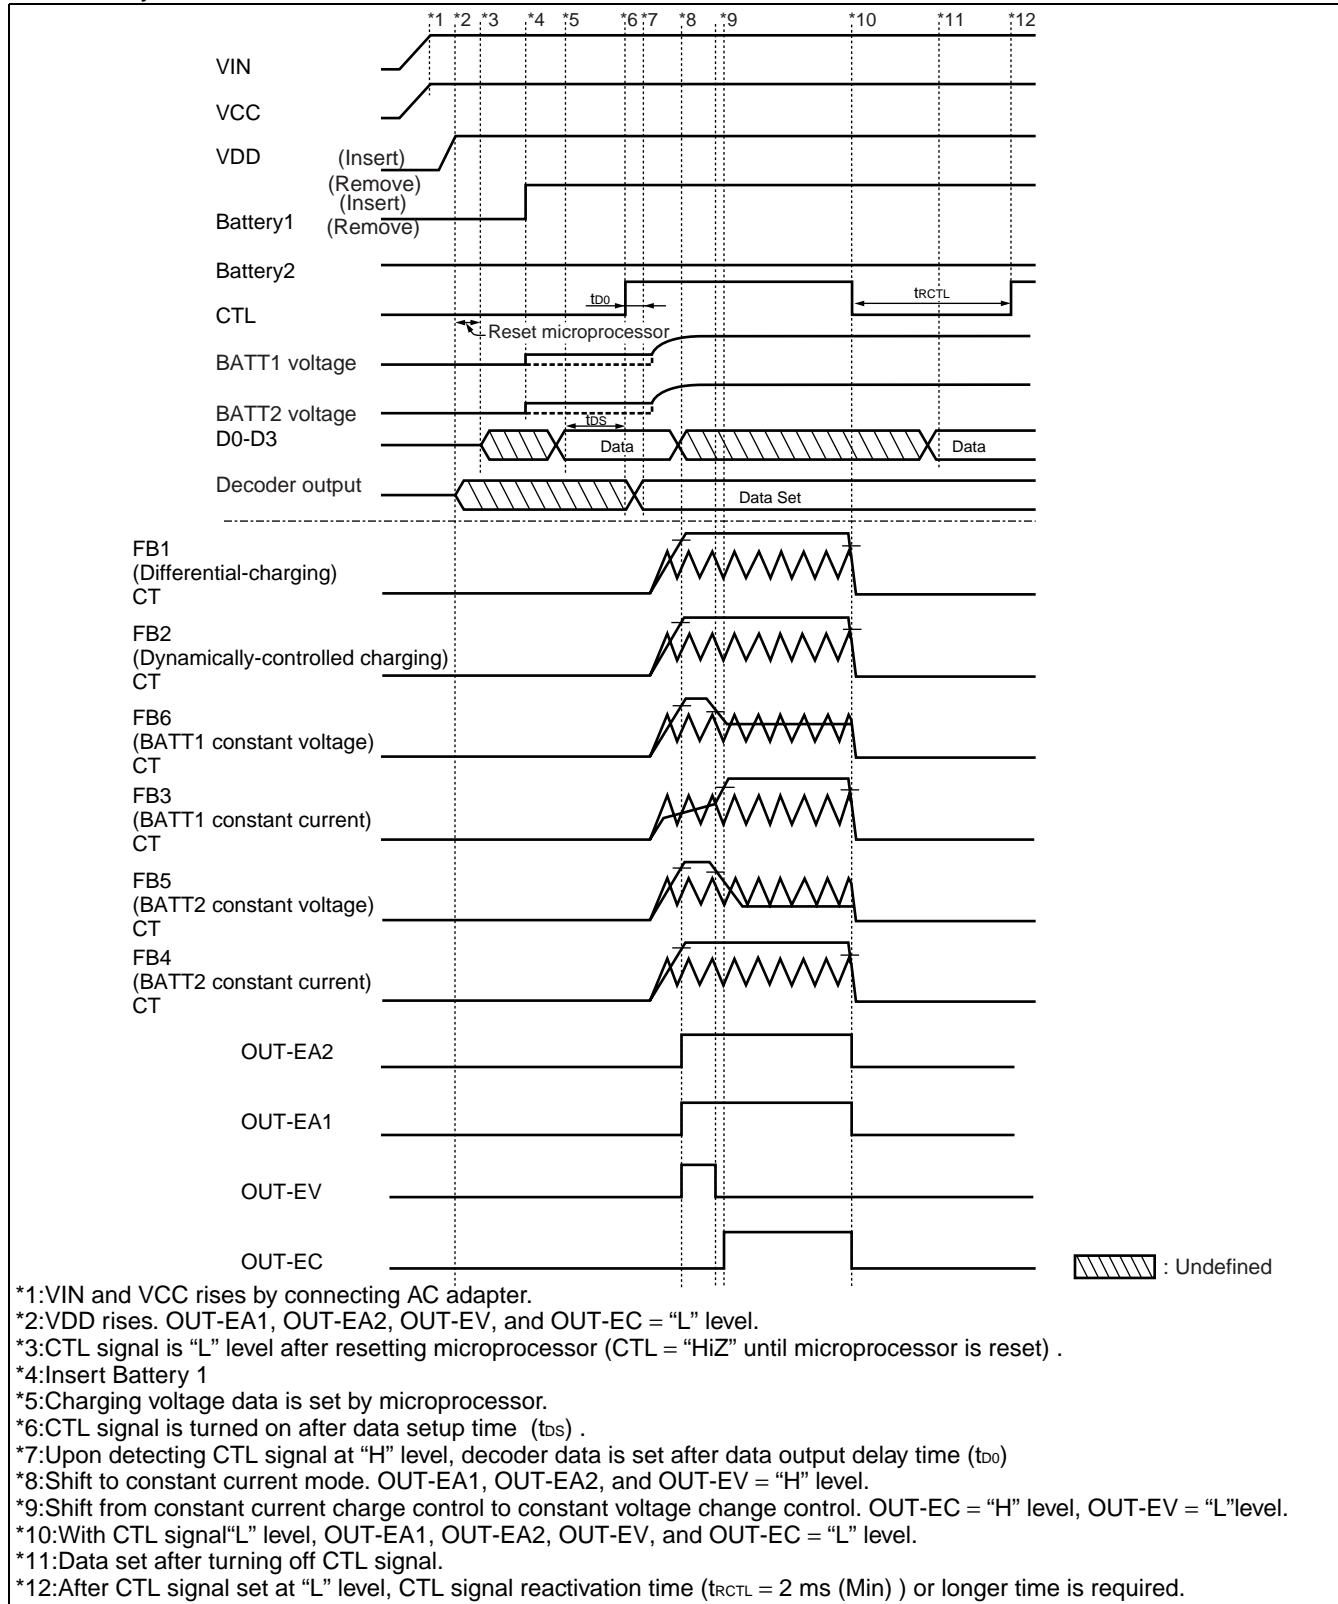 *1 *2 *3 *4 *5 *6 *7 *8 *9 *10 *11 *12
VIN
VCC
VDD (Insert)
(Remove)
(Insert)
Battery1 (Remove)
Battery2
CTL tD0 tRCTL
Reset microprocessor
BATT1 voltage
BATT2 voltage
tDS
D0-D3 Data Data
Decoder output Data Set
FB1
(Differential-charging)
CT
FB2
(Dynamically-controlled charging)
CT
FB6
(BATT1 constant voltage)
CT
FB3
(BATT1 constant current)
CT
FB5
(BATT2 constant voltage)
CT
FB4
(BATT2 constant current)
CT
OUT-EA2
OUT-EA1
OUT-EV
OUT-EC
: Undefined
*1:VIN and VCC rises by connecting AC adapter.
*2:VDD rises. OUT-EA1, OUT-EA2, OUT-EV, and OUT-EC = “L” level.
*3:CTL signal is “L” level after resetting microprocessor (CTL = “HiZ” until microprocessor is reset) .
*4:Insert Battery 1
*5:Charging voltage data is set by microprocessor.
*6:CTL signal is turned on after data setup time (tDS) .
*7:Upon detecting CTL signal at “H” level, decoder data is set after data output delay time (tD0)
*8:Shift to constant current mode. OUT-EA1, OUT-EA2, and OUT-EV = “H” level.
*9:Shift from constant current charge control to constant voltage change control. OUT-EC = “H” level, OUT-EV = “L”level.
*10:With CTL signal“L” level, OUT-EA1, OUT-EA2, OUT-EV, and OUT-EC = “L” level.
*11:Data set after turning off CTL signal.
*12:After CTL signal set at “L” level, CTL signal reactivation time (tRCTL = 2 ms (Min) ) or longer time is required.